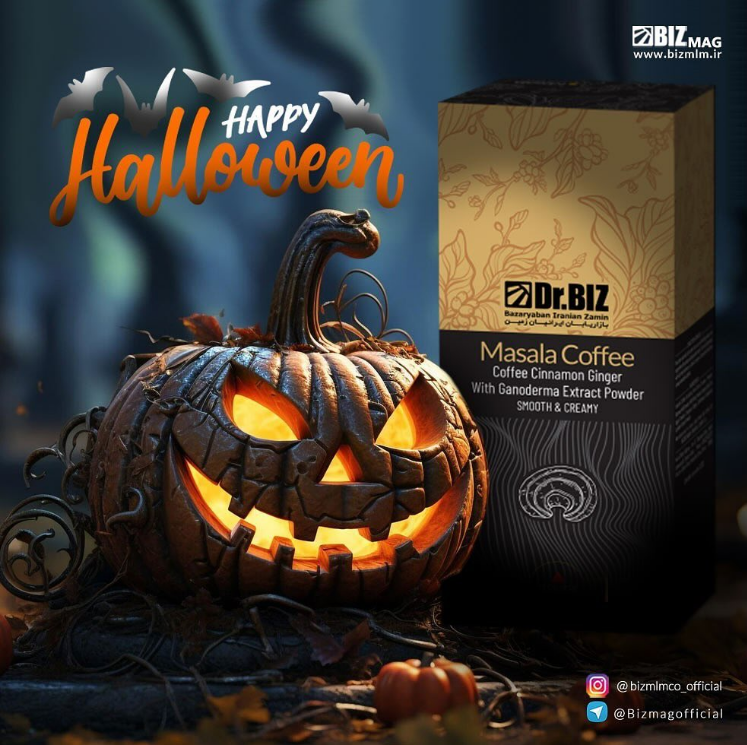 BIZ MAG
www.bizmlm.ir
HAPPY
Halloween
Dr.BIZ
Bazaryaban Iranian Zamin
بازاریابان ایرانیان زمین
Masala Coffee
Coffee Cinnamon Ginger
With Ganoderma Extract Powder
SMOOTH & CREAMY
@bizmlmco_official
@Bizmagofficial